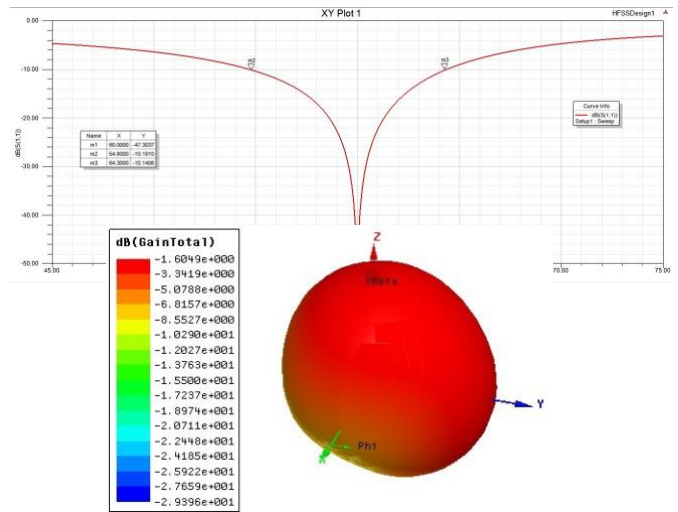 XY Plot 1
HFSSDesign1
0.00
-10.00
-20.00
-30.00
-40.00
-50.00
dB(S(1,1))
Name X Y
m1 60.0000 -47.3037
m2 54.8000 -10.1810
m3 64.3000 -10.1406
Curve Info
dB(S(1,1))
Setup1 : Sweep
45.00
70.00
75.00
dB(GainTotal)
-1.6049e+000
-3.3419e+000
-5.0788e+000
-6.8157e+000
-8.5527e+000
-1.0290e+001
-1.2027e+001
-1.3763e+001
-1.5500e+001
-1.7237e+001
-1.8974e+001
-2.0711e+001
-2.2448e+001
-2.4185e+001
-2.5922e+001
-2.7659e+001
-2.9396e+001
Z
Theta
Y
Phi
X